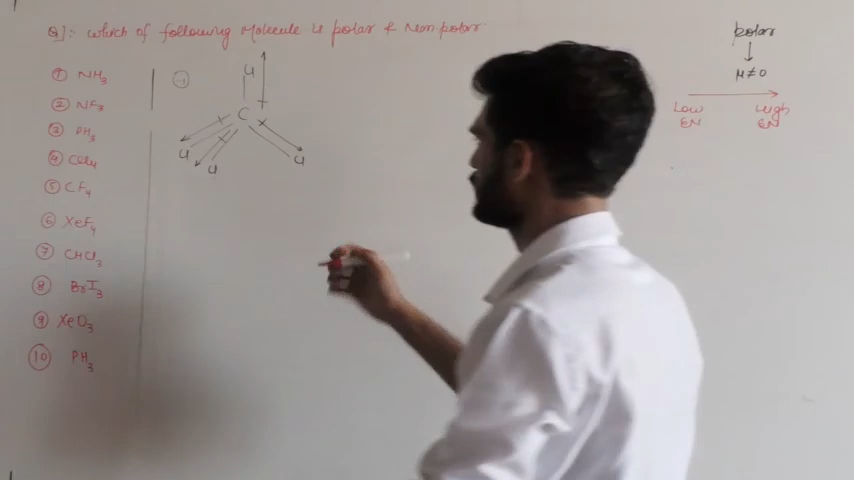 Q]:- which of following Molecule is polar & Non-polar
① NH3
② NF3
③ PH3
④ CCl4
⑤ CF4
⑥ XeF4
⑦ CHCl3
⑧ BrI3
⑨ XeO3
⑩ PH3
Cl
C
Cl
Cl
Cl
polar
↓
μ≠0
Low High
EN EN